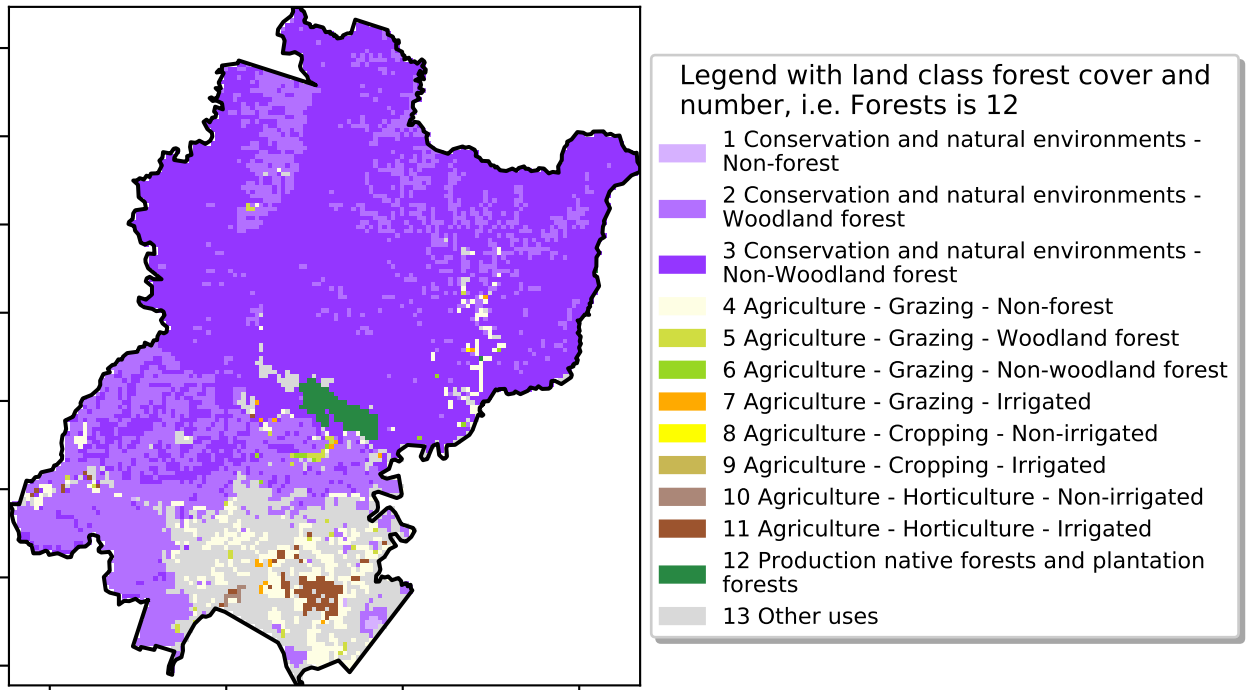 Legend with land class forest cover and
number, i.e. Forests is 12
1 Conservation and natural environments -
Non-forest
2 Conservation and natural environments -
Woodland forest
3 Conservation and natural environments -
Non-Woodland forest
4 Agriculture - Grazing - Non-forest
5 Agriculture - Grazing - Woodland forest
6 Agriculture - Grazing - Non-woodland forest
7 Agriculture - Grazing - Irrigated
8 Agriculture - Cropping - Non-irrigated
9 Agriculture - Cropping - Irrigated
10 Agriculture - Horticulture - Non-irrigated
11 Agriculture - Horticulture - Irrigated
12 Production native forests and plantation
forests
13 Other uses